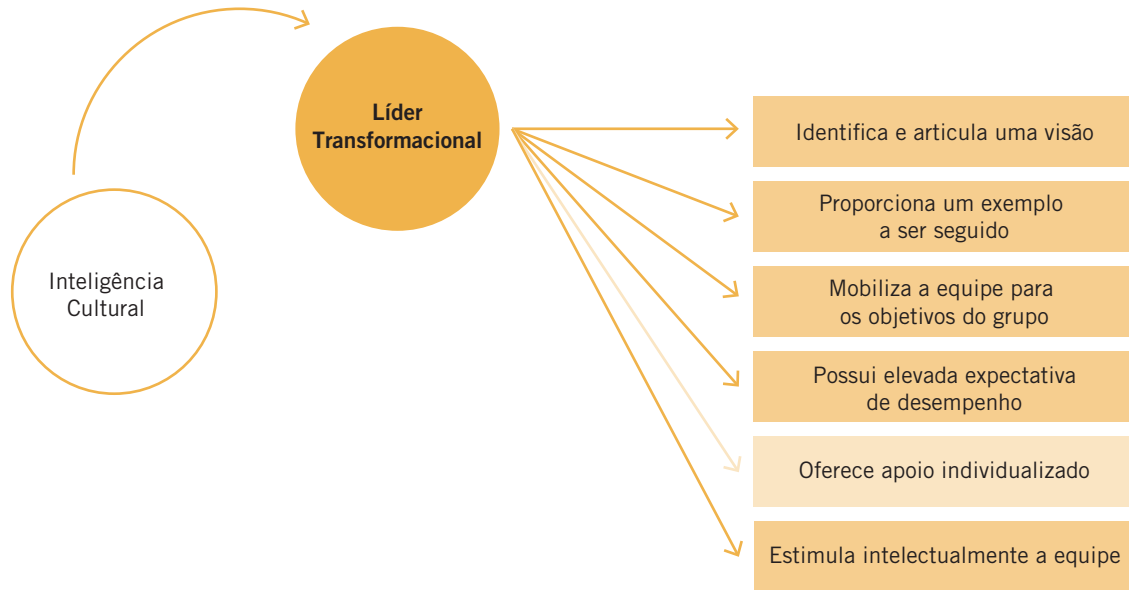 Líder
Transformacional
Inteligência
Cultural
Identifica e articula uma visão
Proporciona um exemplo
a ser seguido
Mobiliza a equipe para
os objetivos do grupo
Possui elevada expectativa
de desempenho
Oferece apoio individualizado
Estimula intelectualmente a equipe